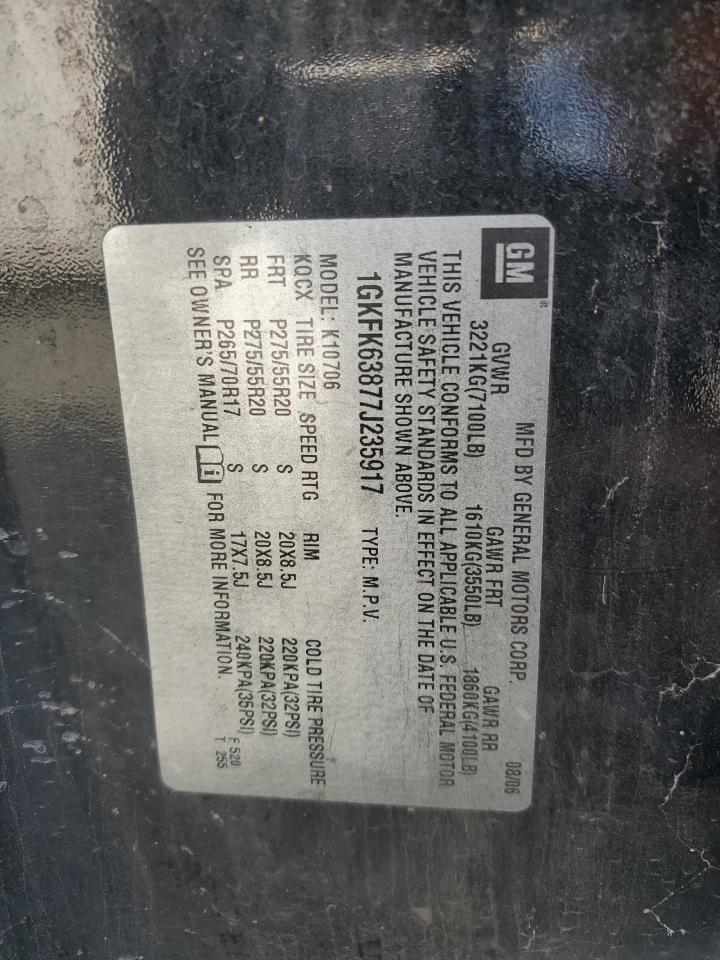 GM
MFD BY GENERAL MOTORS CORP. 08/06
GVWR GAWR FRT GAWR RR
3221KG(7100LB) 1610KG(3550LB) 1860KG(4100LB)
THIS VEHICLE CONFORMS TO ALL APPLICABLE U.S. FEDERAL MOTOR
VEHICLE SAFETY STANDARDS IN EFFECT ON THE DATE OF
MANUFACTURE SHOWN ABOVE.
1GKFK63877J235917 TYPE: M.P.V.
MODEL: K10706
KQCX TIRE SIZE SPEED RTG RIM COLD TIRE PRESSURE
FRT P275/55R20 S 20X8.5J 220KPA(32PSI)
RR P275/55R20 S 20X8.5J 220KPA(32PSI)
SPA P265/70R17 S 17X7.5J 240KPA(35PSI)
SEE OWNER'S MANUAL i FOR MORE INFORMATION.
F 520
T 255